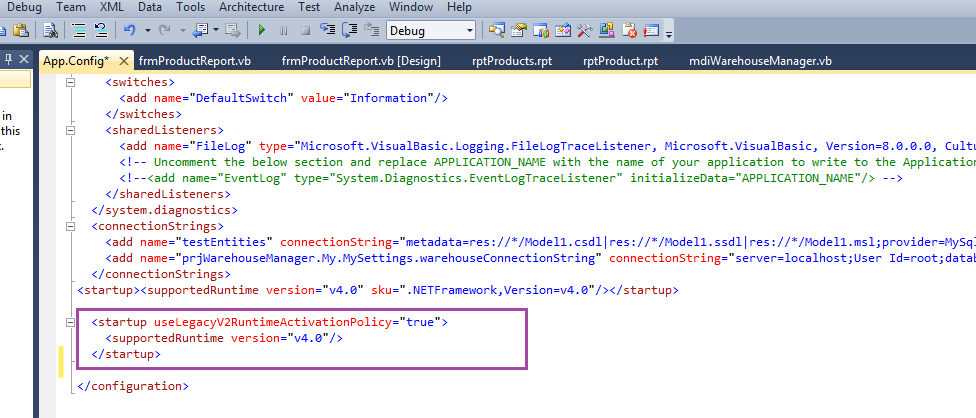 Debug Team XML Data Tools Architecture Test Analyze Window Help
Debug
App.Config* frmProductReport.vb frmProductReport.vb [Design] rptProducts.rpt rptProduct.rpt mdiWarehouseManager.vb
<switches>
<add name="DefaultSwitch" value="Information"/>
</switches>
in
<sharedListeners>
this
<add name="FileLog" type="Microsoft.VisualBasic.Logging.FileLogTraceListener, Microsoft.VisualBasic, Version=8.0.0.0, Cultu
<!-- Uncomment the below section and replace APPLICATION_NAME with the name of your application to write to the Application
<!--<add name="EventLog" type="System.Diagnostics.EventLogTraceListener" initializeData="APPLICATION_NAME"/> -->
</sharedListeners>
</system.diagnostics>
<connectionStrings>
<add name="testEntities" connectionString="metadata=res://*/Model1.csdl|res://*/Model1.ssdl|res://*/Model1.msl;provider=MySql
<add name="prjWarehouseManager.My.MySettings.warehouseConnectionString" connectionString="server=localhost;User Id=root;datab
</connectionStrings>
<startup><supportedRuntime version="v4.0" sku=".NETFramework,Version=v4.0"/></startup>
<startup useLegacyV2RuntimeActivationPolicy="true">
<supportedRuntime version="v4.0"/>
</startup>
</configuration>